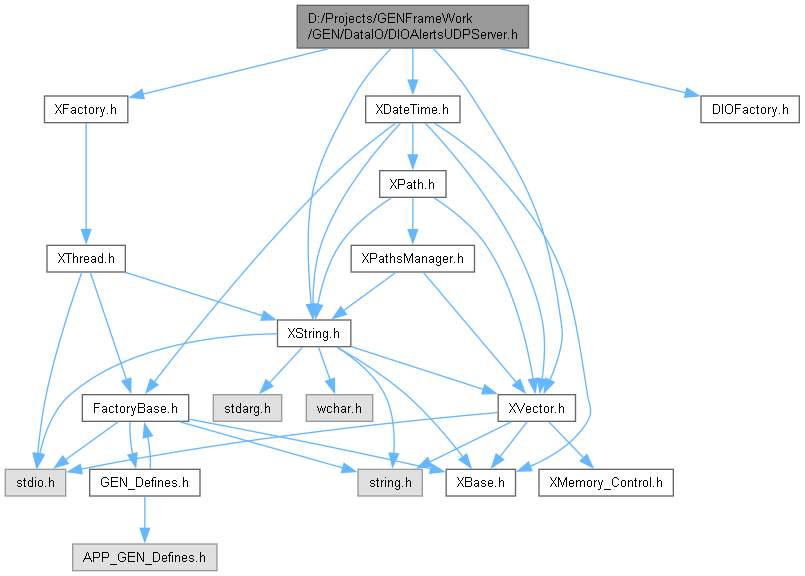 D:/Projects/GENFrameWork
/GEN/DataIO/DIOAlertsUDPServer.h
XFactory.h
XDateTime.h
DIOFactory.h
XPath.h
XThread.h
XPathsManager.h
XString.h
FactoryBase.h
stdarg.h
wchar.h
XVector.h
stdio.h
GEN_Defines.h
string.h
XBase.h
XMemory_Control.h
APP_GEN_Defines.h